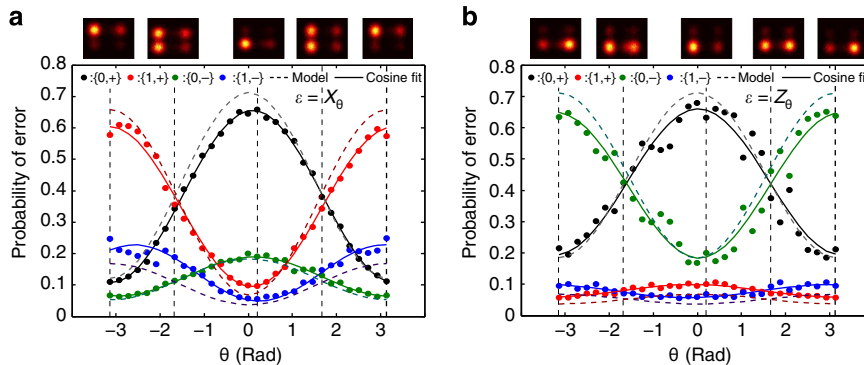 a
0.8
0.7
0.6
0.5
0.4
0.3
0.2
0.1
0
Probability of error
:{0,+} :{1,+} :{0,–} :{1,–} Model Cosine fit
ε = Xθ
–3 –2 –1 0 1 2 3
θ (Rad)
b
0.8
0.7
0.6
0.5
0.4
0.3
0.2
0.1
0
Probability of error
:{0,+} :{1,+} :{0,–} :{1,–} Model Cosine fit
ε = Zθ
–3 –2 –1 0 1 2 3
θ (Rad)